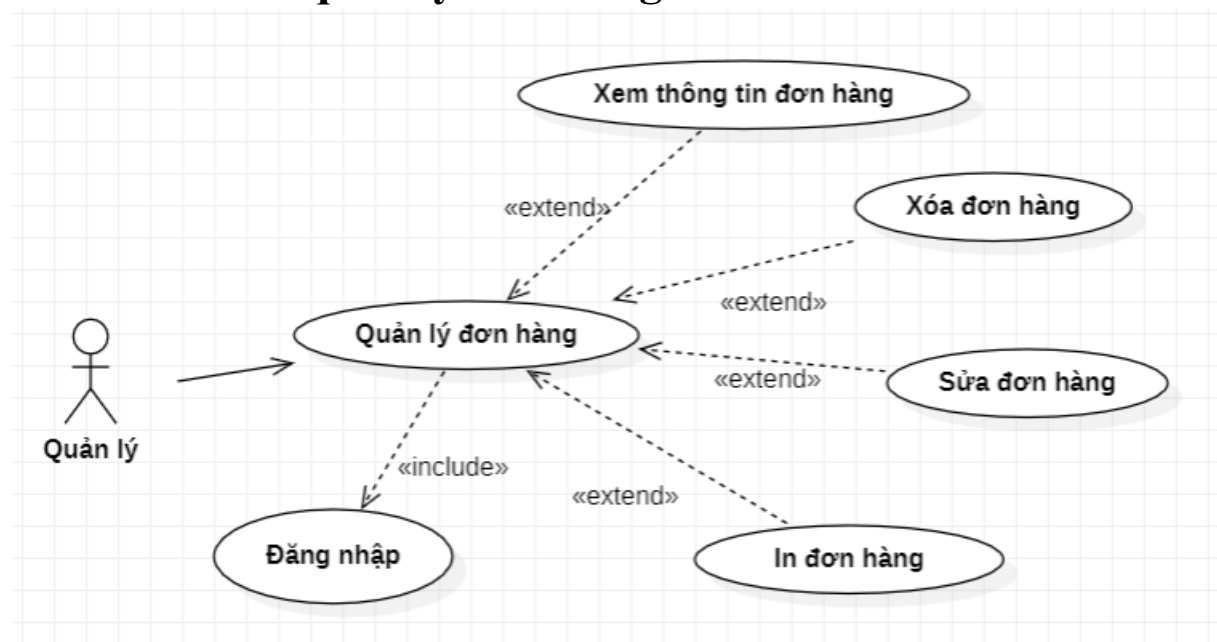 Xem thông tin đơn hàng
«extend»
Xóa đơn hàng
«extend»
Quản lý đơn hàng
Sửa đơn hàng
«extend»
Quản lý
«include»
«extend»
Đăng nhập
In đơn hàng